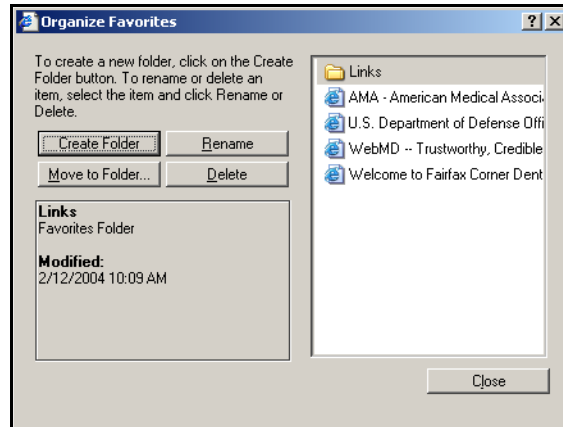 Organize Favorites
To create a new folder, click on the Create
Folder button. To rename or delete an
item, select the item and click Rename or
Delete.
Create Folder
Rename
Move to Folder...
Delete
Links
Favorites Folder
Modified:
2/12/2004 10:09 AM
Links
AMA - American Medical Associ
U.S. Department of Defense Offi
WebMD -- Trustworthy, Credible
Welcome to Fairfax Corner Dent
Close